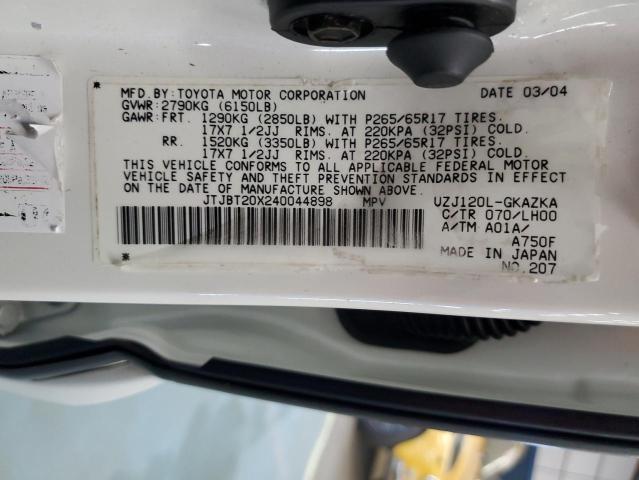 MFD.BY:TOYOTA MOTOR CORPORATION DATE 03/04
GVWR:2790KG (6150LB)
GAWR:FRT. 1290KG (2850LB) WITH P265/65R17 TIRES.
17X7 1/2JJ RIMS. AT 220KPA (32PSI) COLD.
RR. 1520KG (3350LB) WITH P265/65R17 TIRES.
17X7 1/2JJ RIMS. AT 220KPA (32PSI) COLD.
THIS VEHICLE CONFORMS TO ALL APPLICABLE FEDERAL MOTOR
VEHICLE SAFETY AND THEFT PREVENTION STANDARDS IN EFFECT
ON THE DATE OF MANUFACTURE SHOWN ABOVE.
JTJBT20X240044898 MPV UZJ120L-GKAZKA
C/TR 070/LH00
A/TM A01A/
A750F
MADE IN JAPAN
NO.207